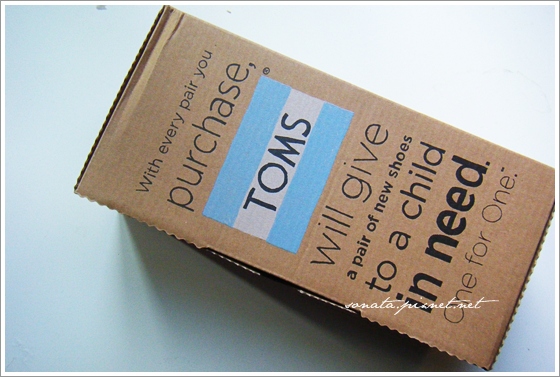 With every pair you
purchase,
TOMS®
will give
a pair of new shoes
to a child
in need.
One for One.™
sonata.pixnet.net